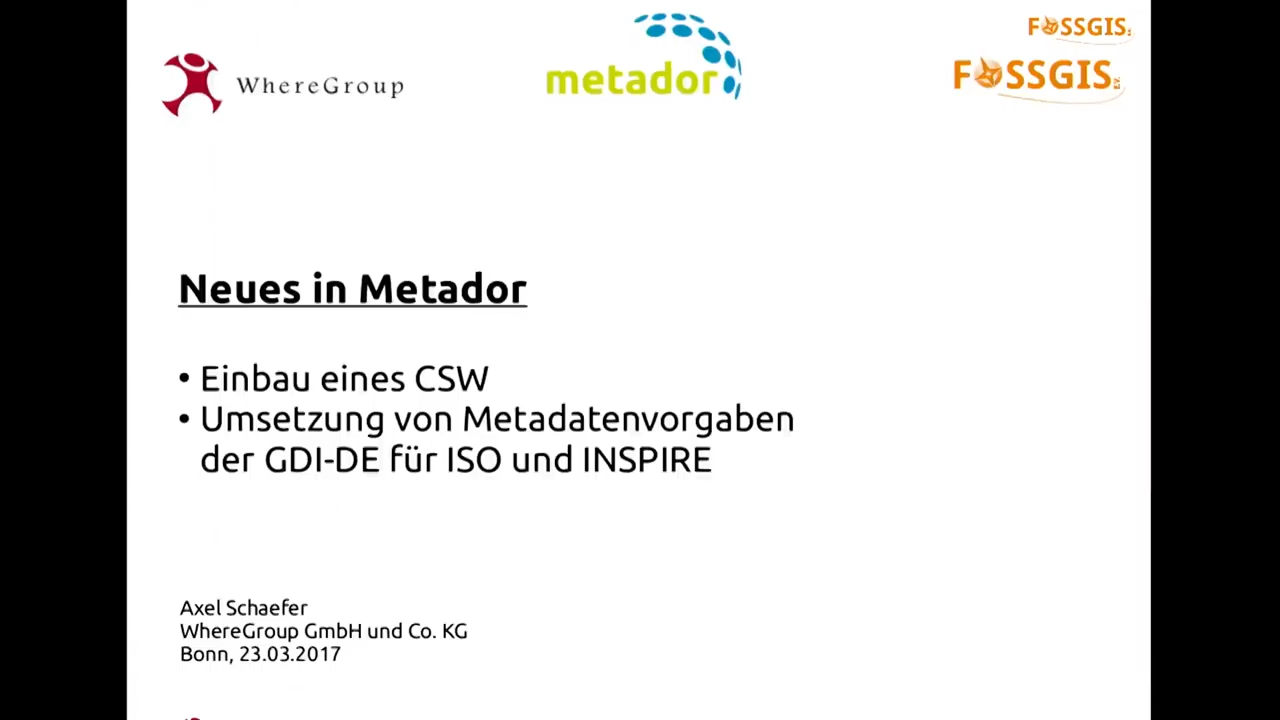 FOSSGIS e.V.
WhereGroup
metador
FOSSGIS e.V.
Neues in Metador
• Einbau eines CSW
• Umsetzung von Metadatenvorgaben
der GDI-DE für ISO und INSPIRE
Axel Schaefer
WhereGroup GmbH und Co. KG
Bonn, 23.03.2017